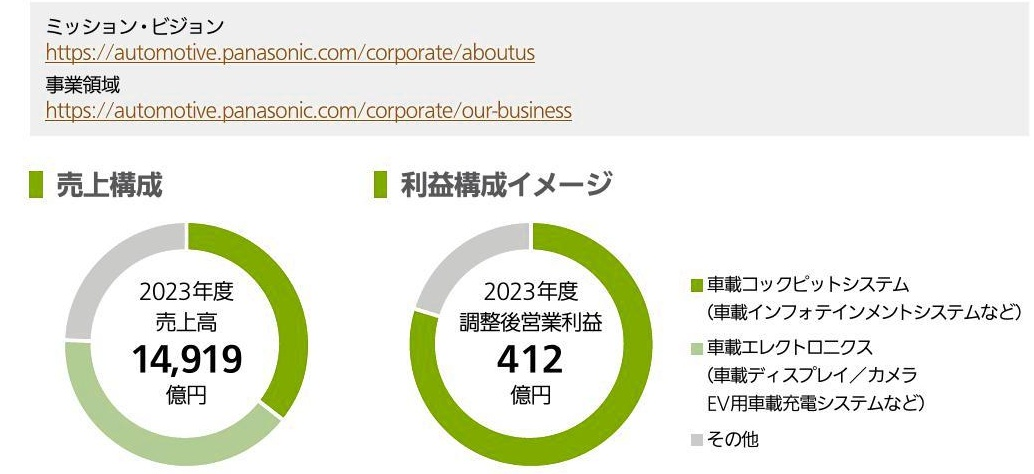 ミッション・ビジョン
https://automotive.panasonic.com/corporate/aboutus
事業領域
https://automotive.panasonic.com/corporate/our-business
売上構成
2023年度
売上高
14,919
億円
利益構成イメージ
2023年度
調整後営業利益
412
億円
車載コックピットシステム
（車載インフォテインメントシステムなど）
車載エレクトロニクス
（車載ディスプレイ／カメラ
EV用車載充電システムなど）
その他